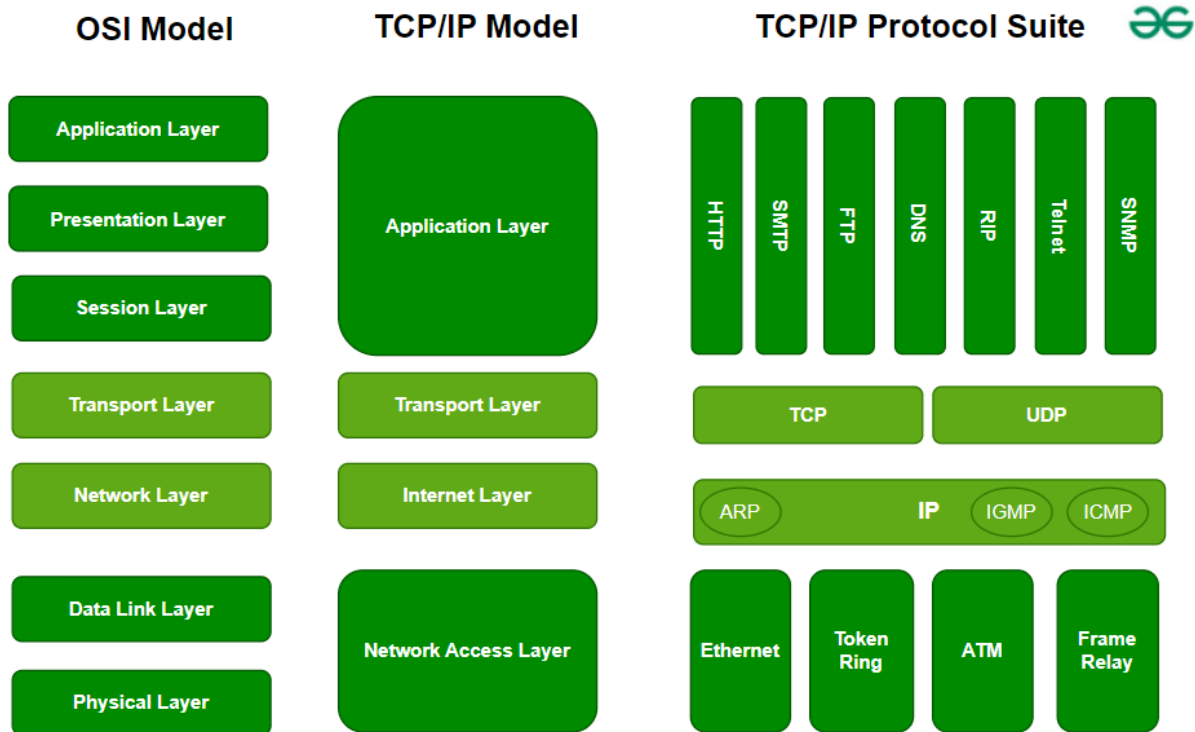 OSI Model
TCP/IP Model
TCP/IP Protocol Suite
Application Layer
Presentation Layer
Session Layer
Transport Layer
Network Layer
Data Link Layer
Physical Layer
Application Layer
Transport Layer
Internet Layer
Network Access Layer
HTTP
SMTP
FTP
DNS
RIP
Telnet
SNMP
TCP
UDP
ARP
IP
IGMP
ICMP
Ethernet
Token
Ring
ATM
Frame
Relay